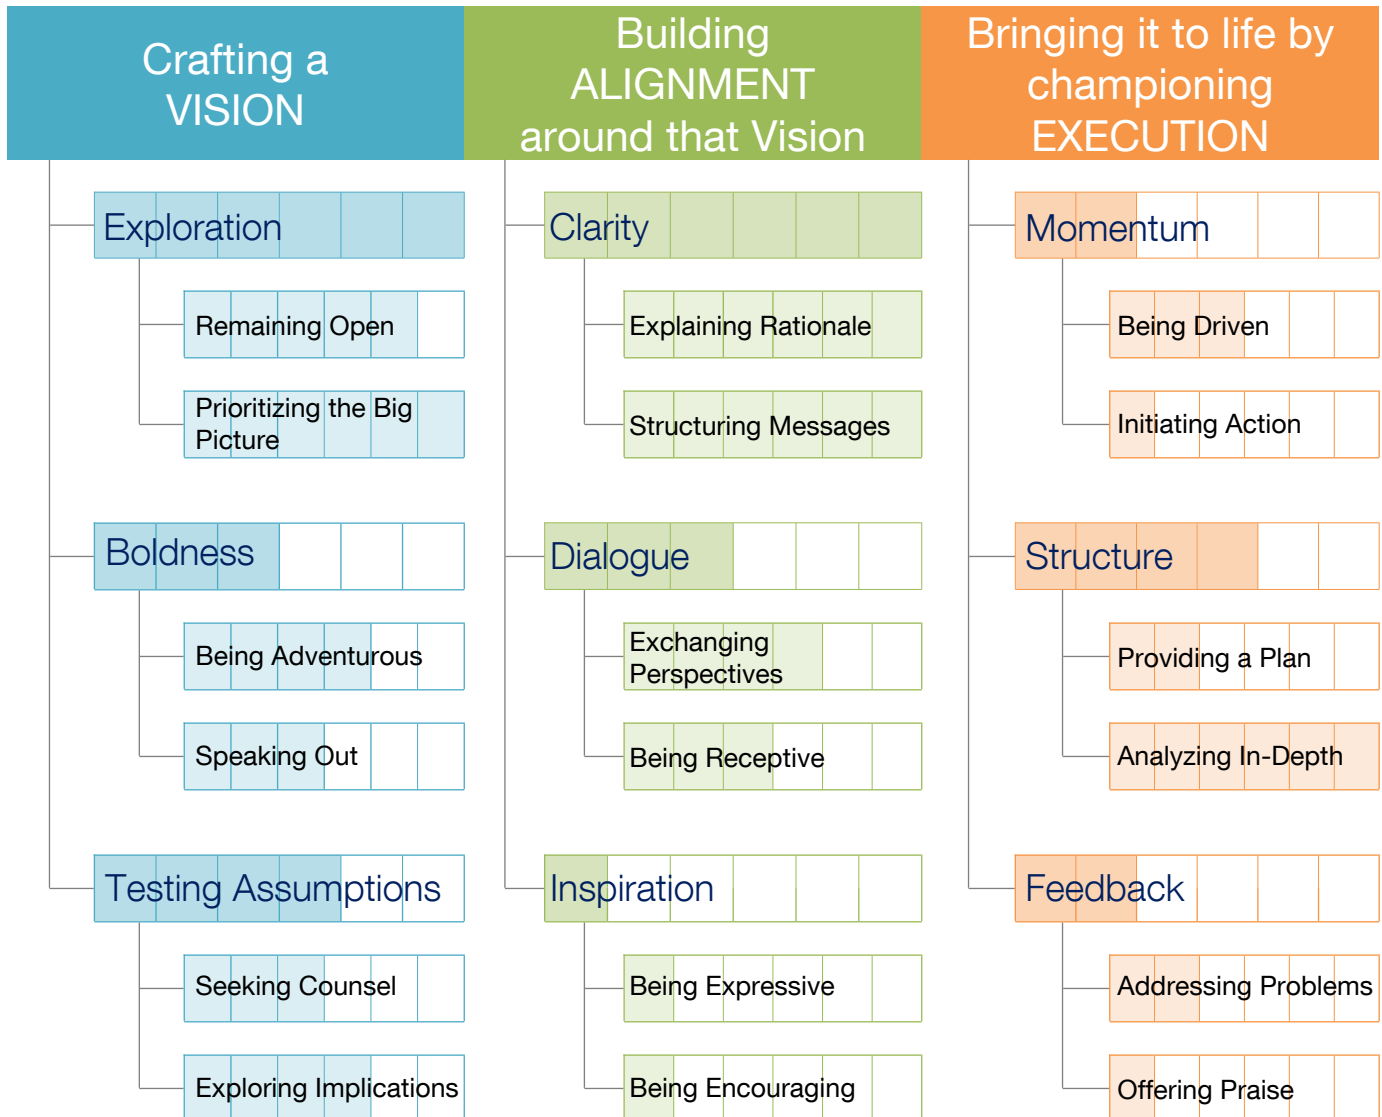 Crafting a
VISION
Building
ALIGNMENT
around that Vision
Bringing it to life by
championing
EXECUTION
Exploration
Remaining Open
Prioritizing the Big
Picture
Boldness
Being Adventurous
Speaking Out
Testing Assumptions
Seeking Counsel
Exploring Implications
Clarity
Explaining Rationale
Structuring Messages
Dialogue
Exchanging
Perspectives
Being Receptive
Inspiration
Being Expressive
Being Encouraging
Momentum
Being Driven
Initiating Action
Structure
Providing a Plan
Analyzing In-Depth
Feedback
Addressing Problems
Offering Praise